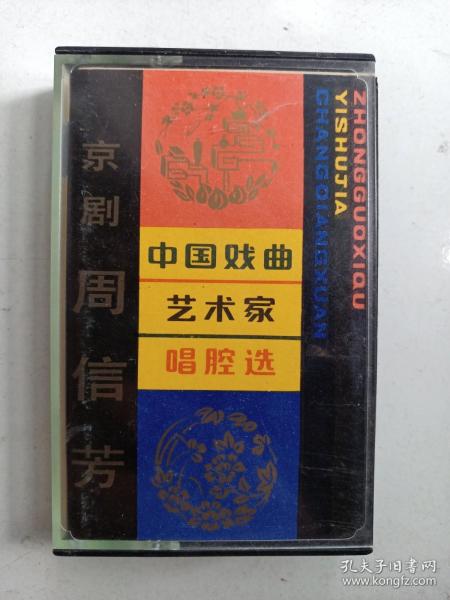 京剧 周信芳
中国戏曲
艺术家
唱腔选
ZHONGGUOXIQU
YISHUJIA
CHANGQIANGXUAN
孔夫子旧书网
www.kongfz.com